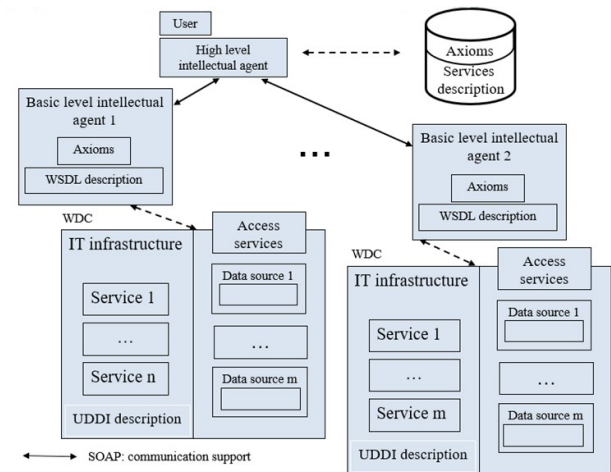 User
High level
intellectual agent
Axioms
Services
description
Basic level intellectual
agent 1
Axioms
WSDL description
...
Basic level intellectual
agent 2
Axioms
WSDL description
WDC
IT infrastructure
Service 1
...
Service n
UDDI description
Access
services
Data source 1
...
Data source m
WDC
IT infrastructure
Service 1
...
Service m
UDDI description
Access
services
Data source 1
...
Data source m
SOAP: communication support